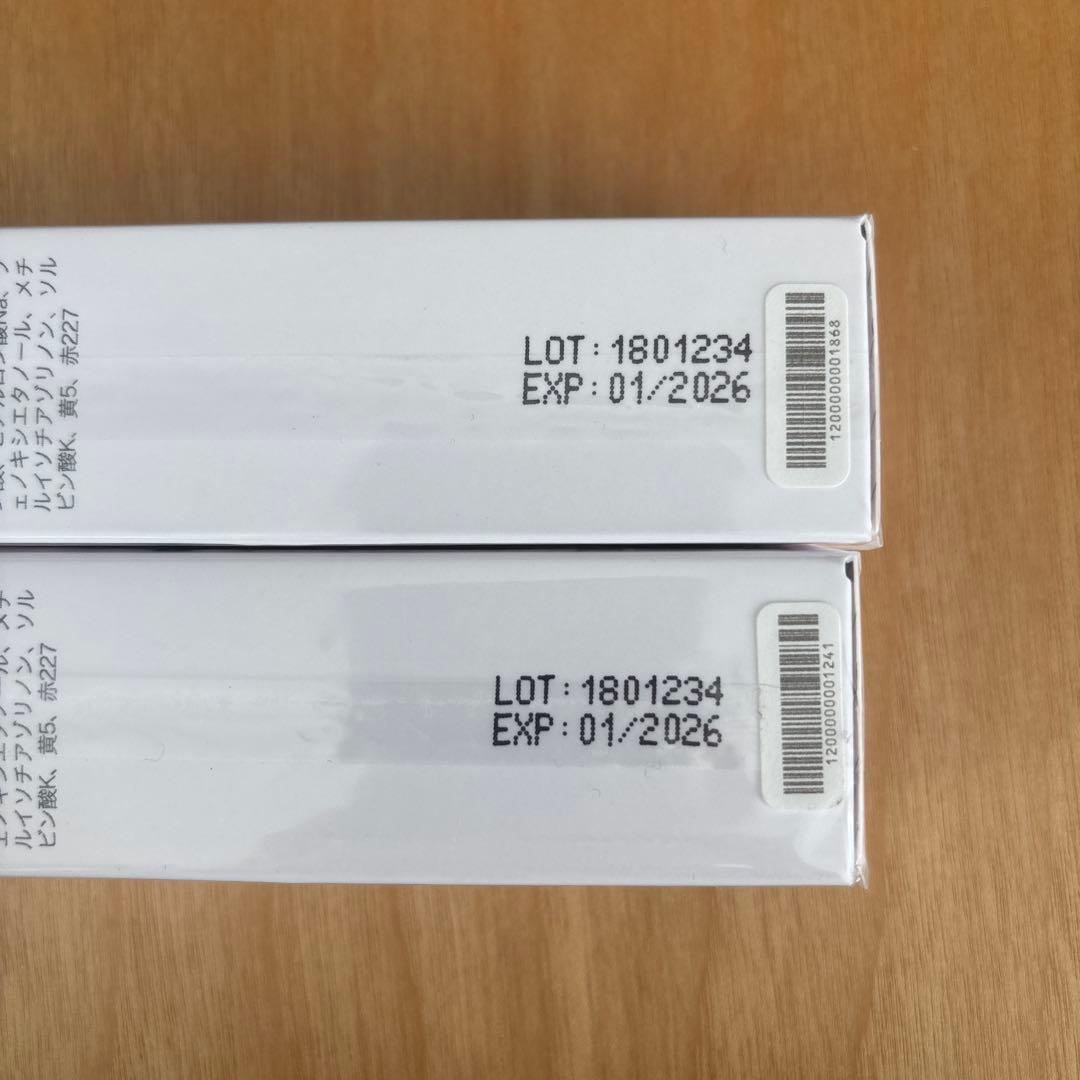 ェノキシエタノール、メチ
ルイソチアゾリノン、ソル
ビン酸K、黄5、赤227
LOT:1801234
EXP:01/2026
120000000001868
ルイソチアゾリノン、ソル
ビン酸K、黄5、赤227
LOT:1801234
EXP:01/2026
120000000001241